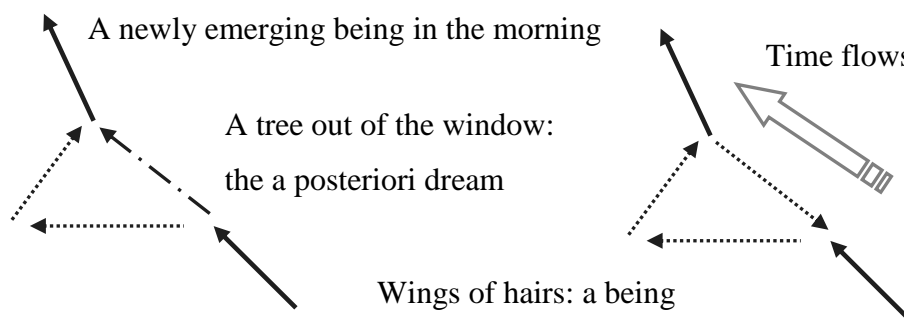 A newly emerging being in the morning
Time flows
A tree out of the window:
the a posteriori dream
Wings of hairs: a being